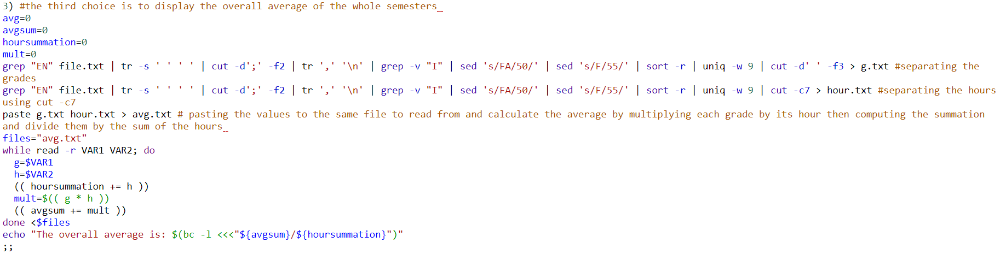 3) #the third choice is to display the overall average of the whole semesters
avg=0
avgsum=0
hoursummation=0
mult=0
grep "EN" file.txt | tr -s ' ' ' ' | cut -d';' -f2 | tr ',' '\n' | grep -v "I" | sed 's/FA/50/' | sed 's/F/55/' | sort -r | uniq -w 9 | cut -d' ' -f3 > g.txt #separating the
grades
grep "EN" file.txt | tr -s ' ' ' ' | cut -d';' -f2 | tr ',' '\n' | grep -v "I" | sed 's/FA/50/' | sed 's/F/55/' | sort -r | uniq -w 9 | cut -c7 > hour.txt #separating the hours
using cut -c7
paste g.txt hour.txt > avg.txt # pasting the values to the same file to read from and calculate the average by multiplying each grade by its hour then computing the summation
and divide them by the sum of the hours
files="avg.txt"
while read -r VAR1 VAR2; do
  g=$VAR1
  h=$VAR2
  (( hoursummation += h ))
  mult=$(( g * h ))
  (( avgsum += mult ))
done <$files
echo "The overall average is: $(bc -l <<<"${avgsum}/${hoursummation}")"
;;